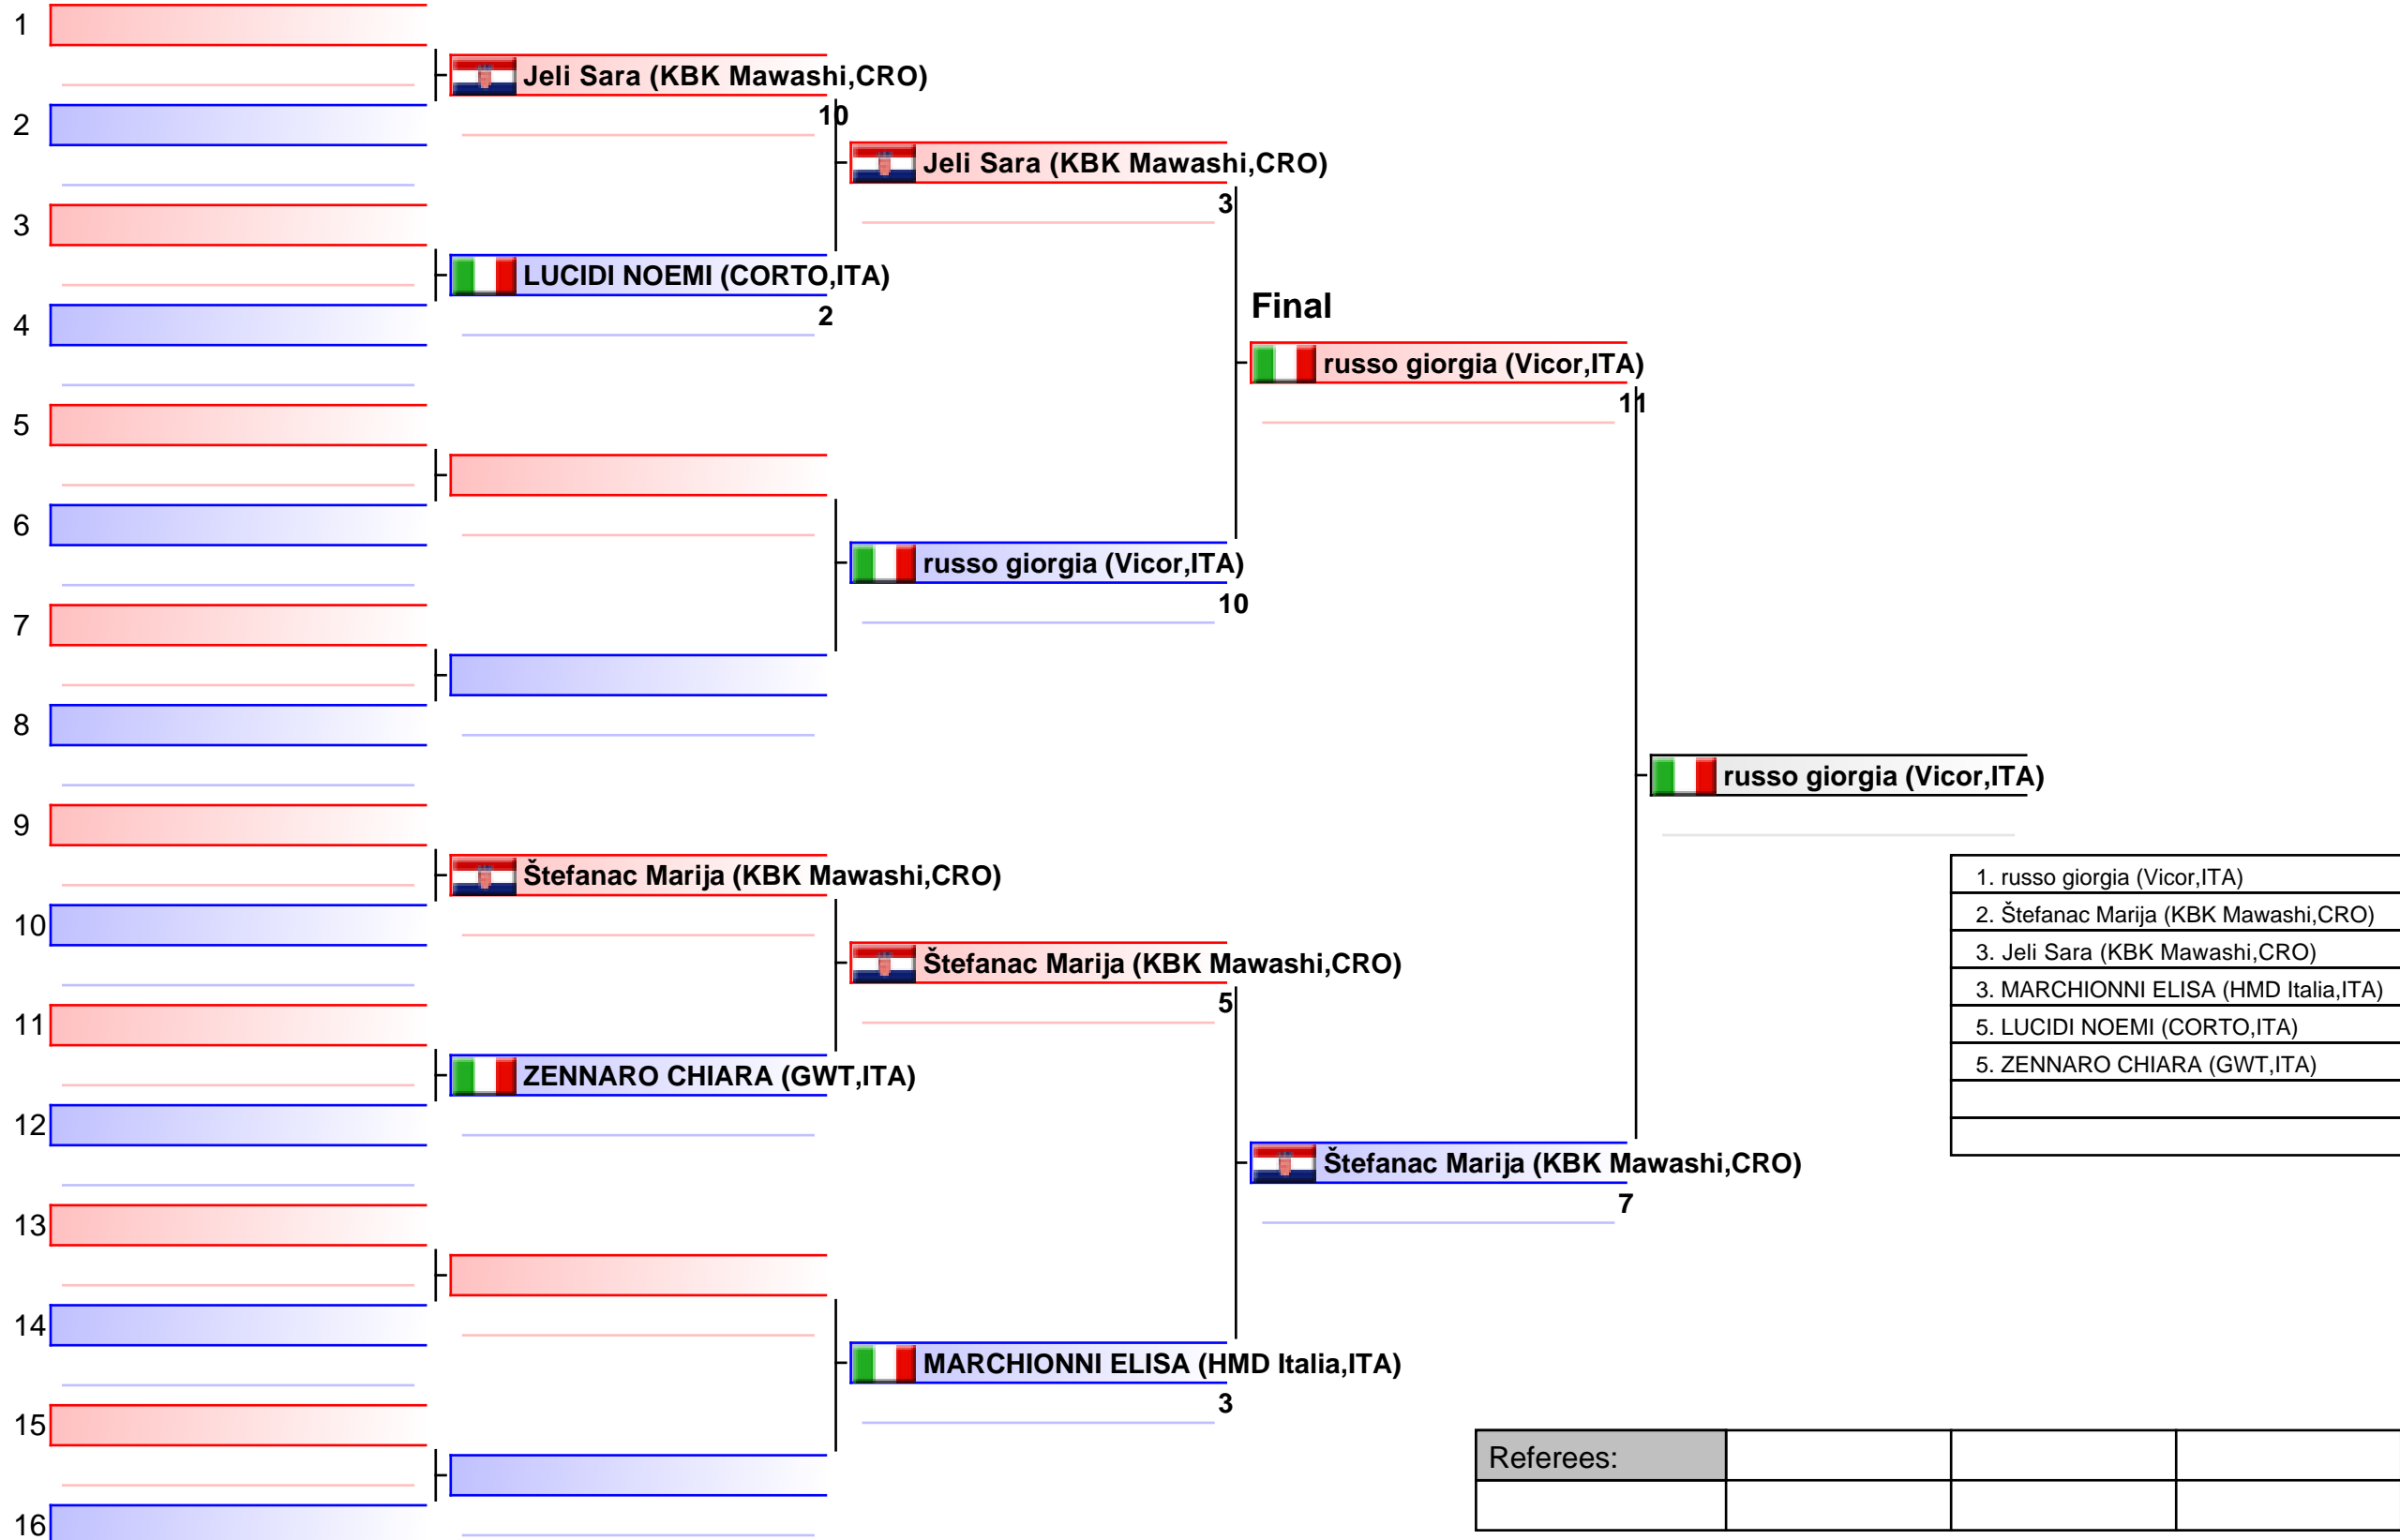 1
Jeli Sara (KBK Mawashi,CRO)
10
2
Jeli Sara (KBK Mawashi,CRO)
3
3
LUCIDI NOEMI (CORTO,ITA)
2
4
Final
russo giorgia (Vicor,ITA)
11
5
6
russo giorgia (Vicor,ITA)
10
7
8
russo giorgia (Vicor,ITA)
9
Štefanac Marija (KBK Mawashi,CRO)
10
Štefanac Marija (KBK Mawashi,CRO)
5
11
ZENNARO CHIARA (GWT,ITA)
12
Štefanac Marija (KBK Mawashi,CRO)
7
13
14
MARCHIONNI ELISA (HMD Italia,ITA)
3
15
16
1. russo giorgia (Vicor,ITA)
2. Štefanac Marija (KBK Mawashi,CRO)
3. Jeli Sara (KBK Mawashi,CRO)
3. MARCHIONNI ELISA (HMD Italia,ITA)
5. LUCIDI NOEMI (CORTO,ITA)
5. ZENNARO CHIARA (GWT,ITA)
Referees: